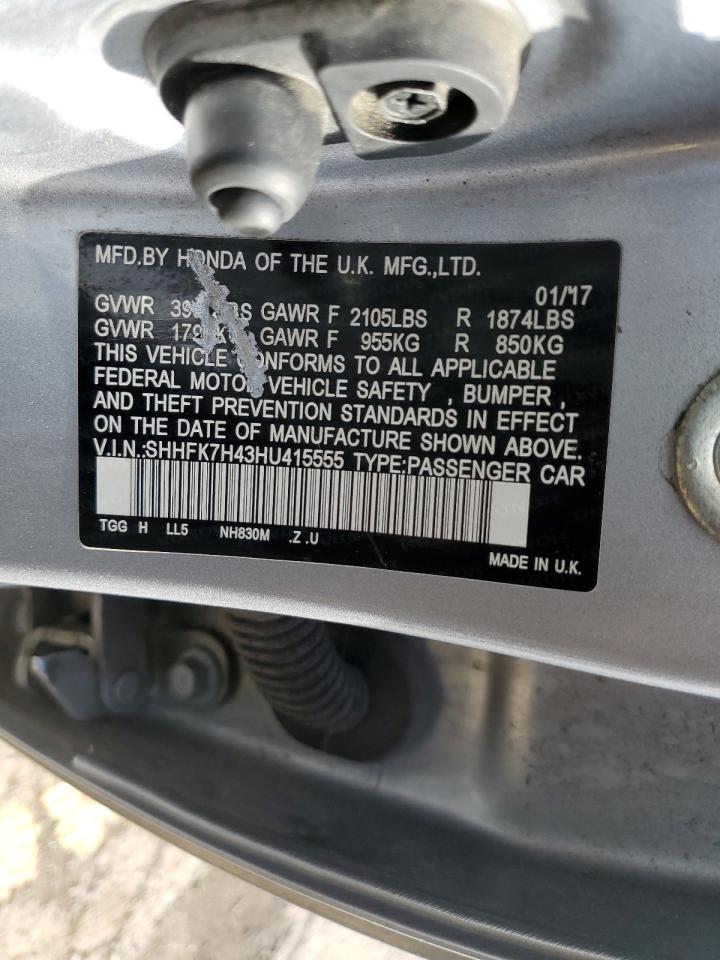 MFD.BY HONDA OF THE U.K. MFG.,LTD.
01/'17
GVWR GAWR F 2105LBS R 1874LBS
GVWR GAWR F 955KG R 850KG
THIS VEHICLE CONFORMS TO ALL APPLICABLE
FEDERAL MOTOR VEHICLE SAFETY , BUMPER ,
AND THEFT PREVENTION STANDARDS IN EFFECT
ON THE DATE OF MANUFACTURE SHOWN ABOVE.
V.I.N.:SHHFK7H43HU415555 TYPE:PASSENGER CAR
TGG H LL5 NH830M .Z .U
MADE IN U.K.